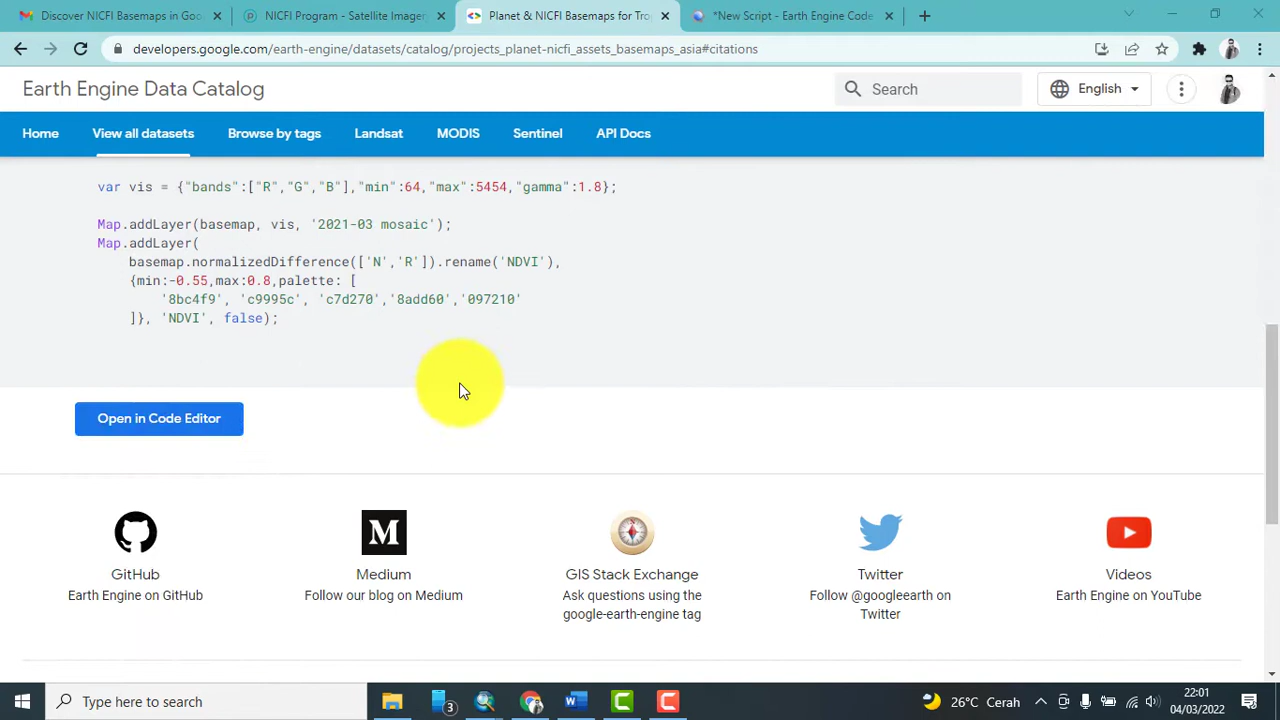 Discover NICFI Basemaps in Goo
NICFI Program - Satellite Imager
Planet & NICFI Basemaps for Tro
*New Script - Earth Engine Code
developers.google.com/earth-engine/datasets/catalog/projects_planet-nicfi_assets_basemaps_asia#citations
Earth Engine Data Catalog
Search
English
Home
View all datasets
Browse by tags
Landsat
MODIS
Sentinel
API Docs
var vis = {"bands":["R","G","B"],"min":64,"max":5454,"gamma":1.8};
Map.addLayer(basemap, vis, '2021-03 mosaic');
Map.addLayer(
basemap.normalizedDifference(['N','R']).rename('NDVI'),
{min:-0.55,max:0.8,palette: [
'8bc4f9', 'c9995c', 'c7d270','8add60','097210'
]}, 'NDVI', false);
Open in Code Editor
GitHub
Earth Engine on GitHub
M
Medium
Follow our blog on Medium
GIS Stack Exchange
Ask questions using the
google-earth-engine tag
Twitter
Follow @googleearth on
Twitter
Videos
Earth Engine on YouTube
Type here to search
3
26°C Cerah
22:01
04/03/2022